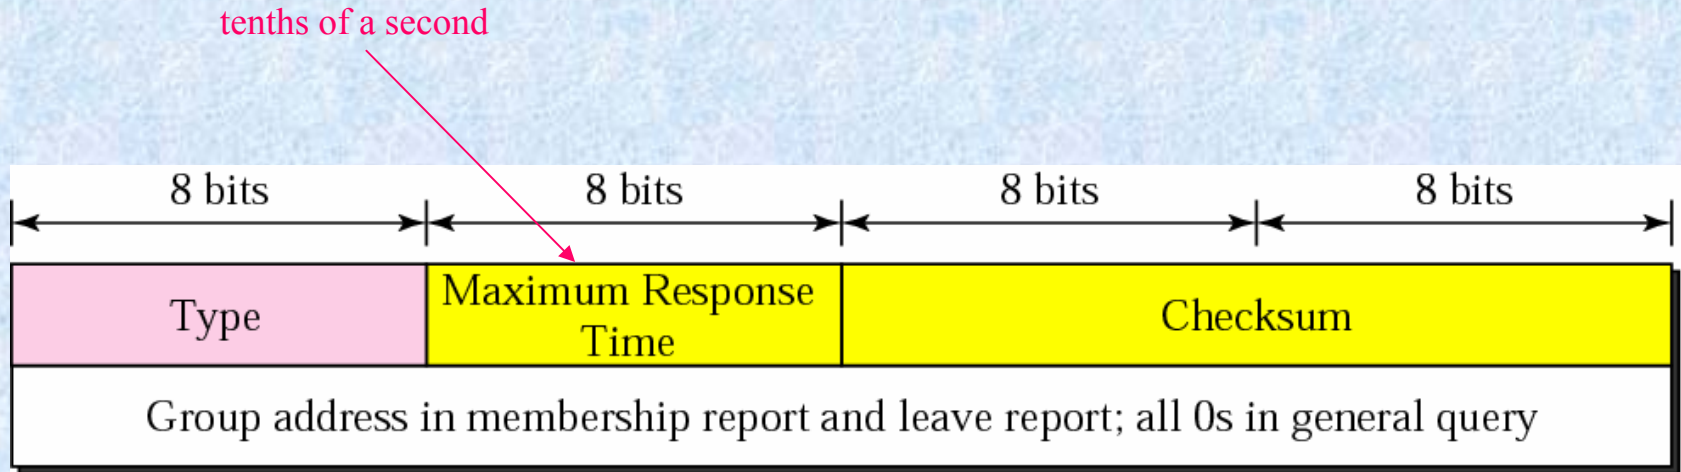 tenths of a second
8 bits 8 bits 8 bits 8 bits
Type Maximum Response Time Checksum
Group address in membership report and leave report; all 0s in general query